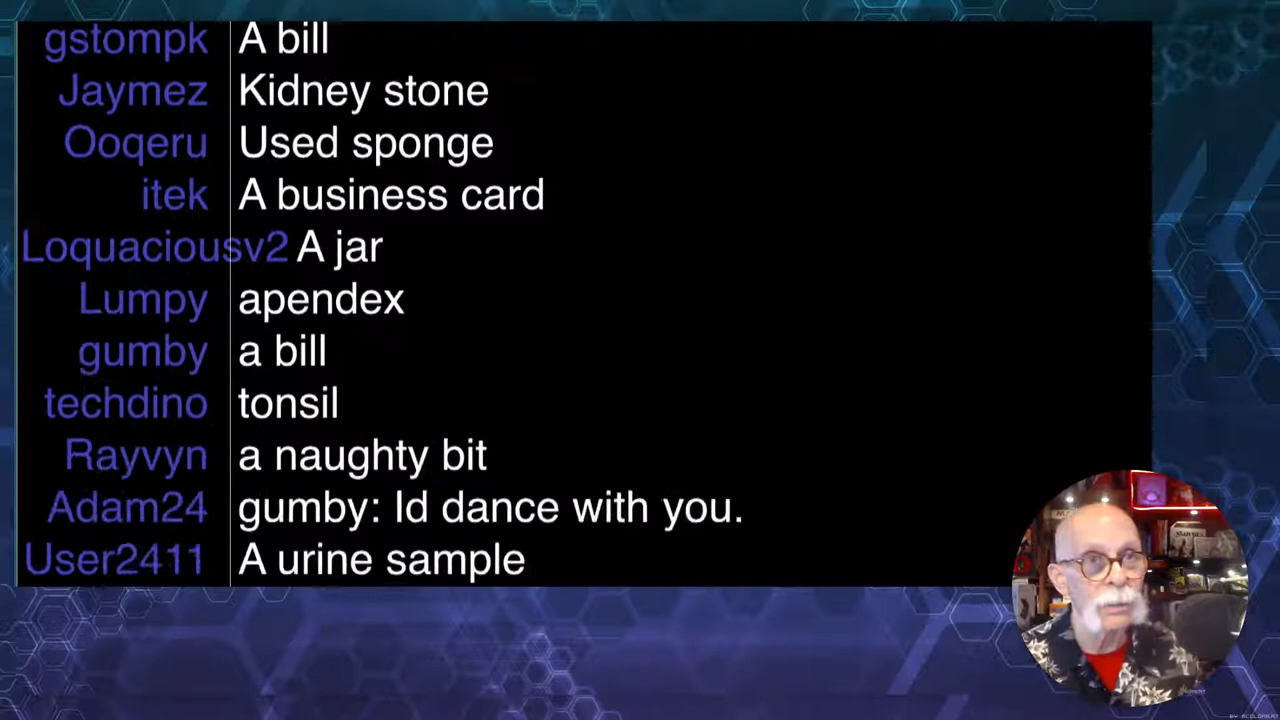 gstompk A bill
Jaymez Kidney stone
Ooqeru Used sponge
itek A business card
Loquaciousv2 A jar
Lumpy apendex
gumby a bill
techdino tonsil
Rayvyn a naughty bit
Adam24 gumby: Id dance with you.
User2411 A urine sample